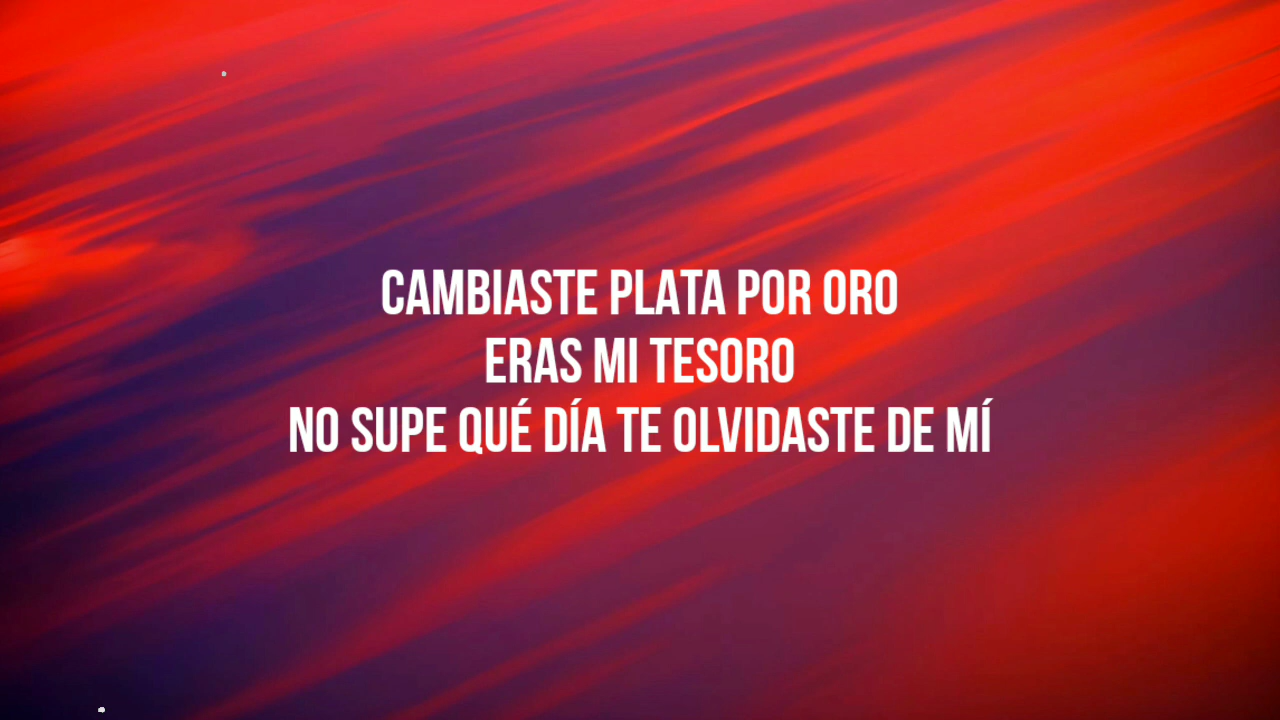 CAMBIASTE PLATA POR ORO
ERAS MI TESORO
NO SUPE QUÉ DÍA TE OLVIDASTE DE MÍ